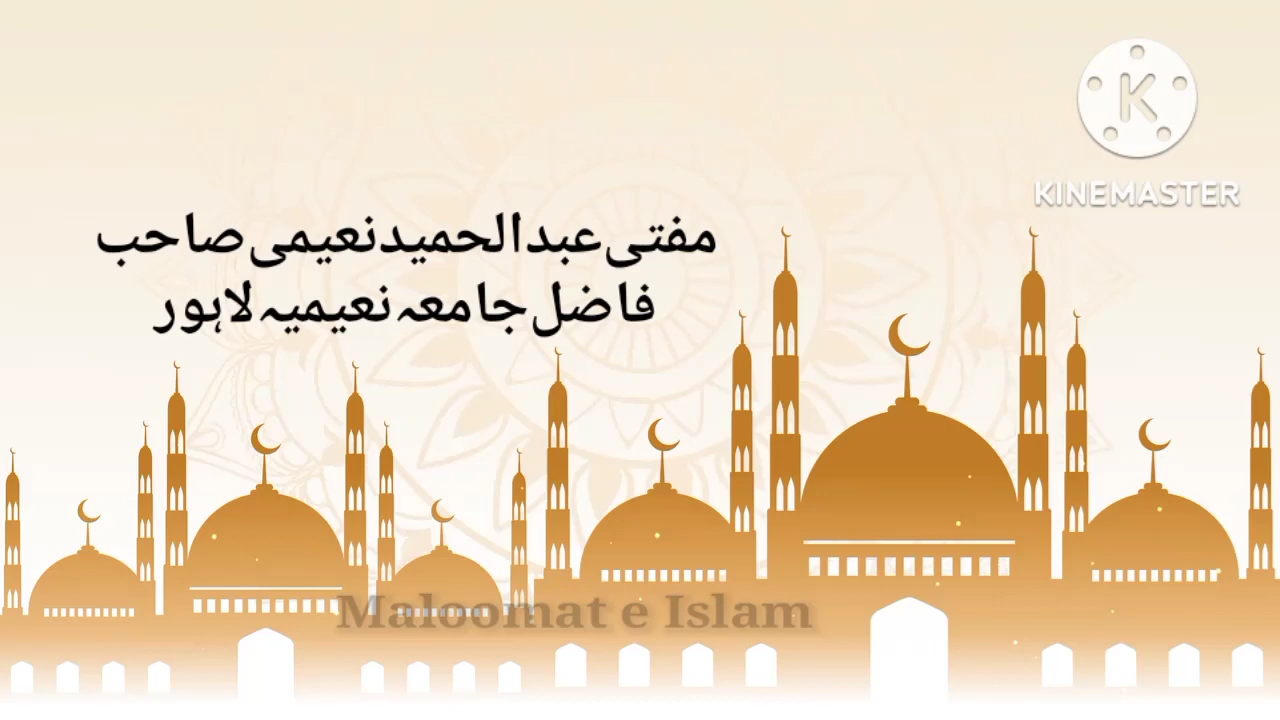 KINEMASTER
مفتی عبدالحمید نعیمی صاحب
فاضل جامعہ نعیمیہ لاہور
Maloomat e Islam